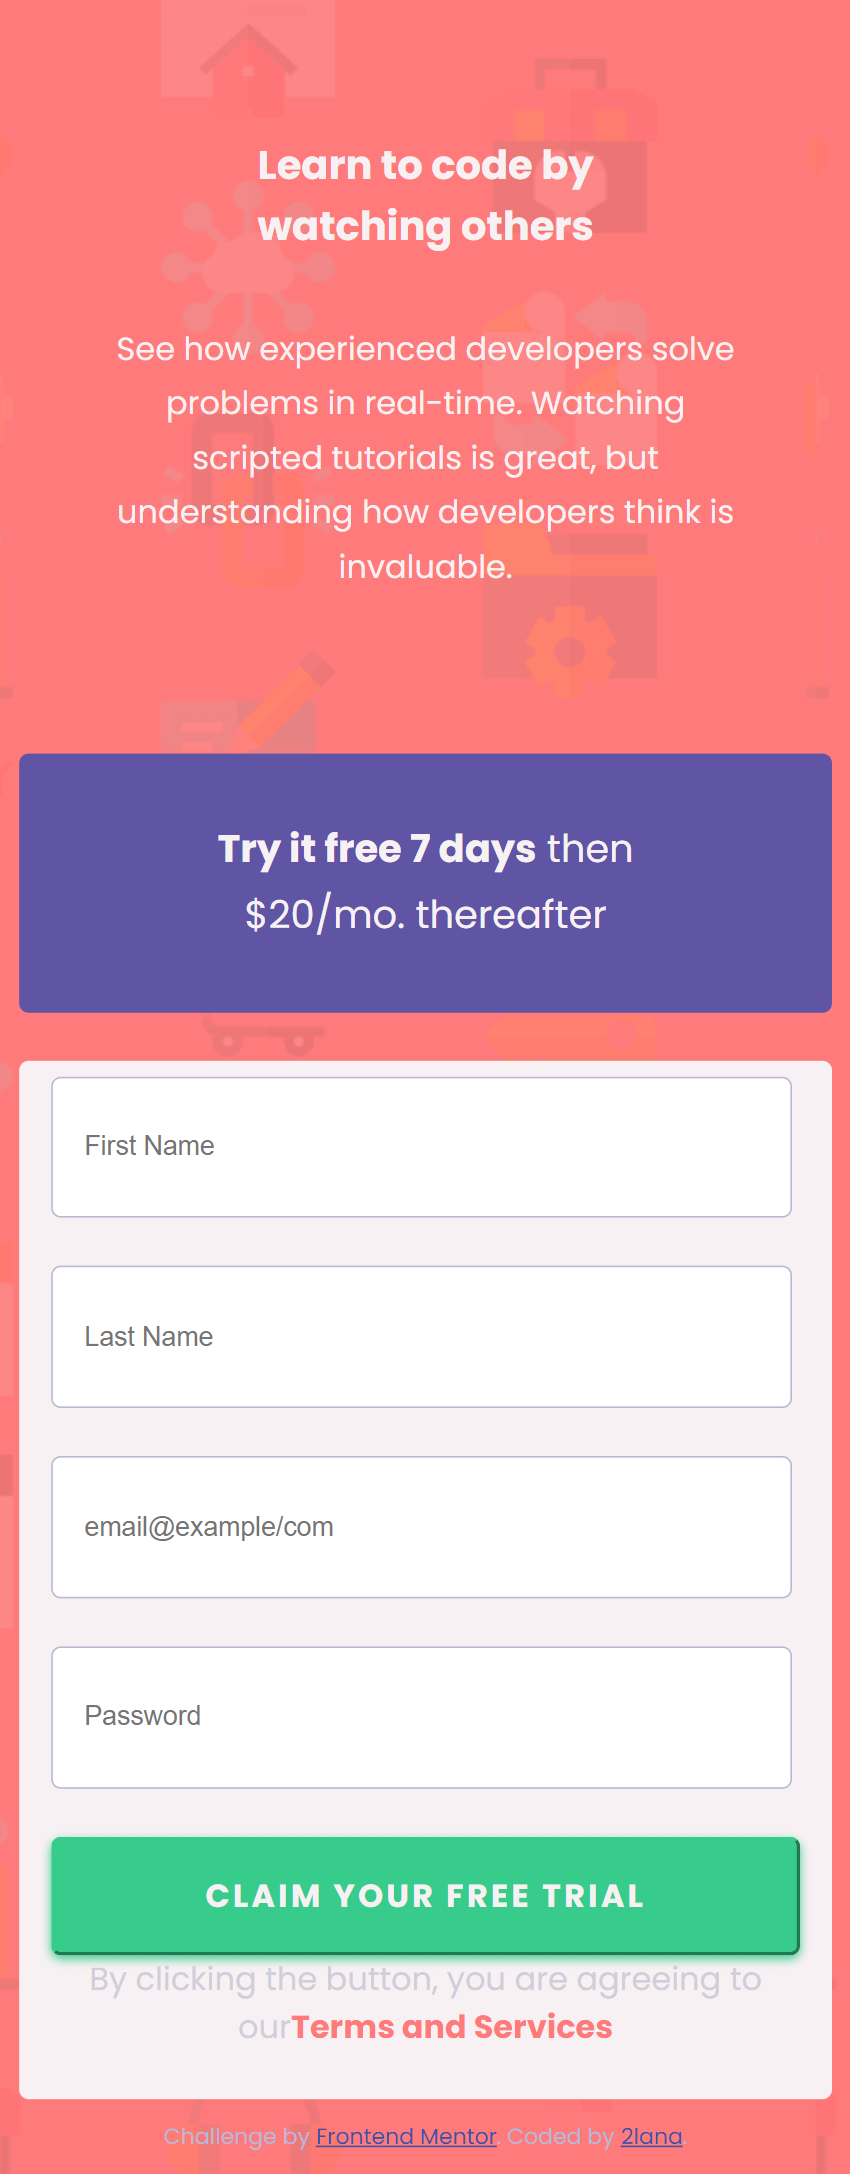 Learn to code by
watching others
See how experienced developers solve
problems in real-time. Watching
scripted tutorials is great, but
understanding how developers think is
invaluable.
Try it free 7 days then
$20/mo. thereafter
First Name
Last Name
email@example/com
Password
CLAIM YOUR FREE TRIAL
By clicking the button, you are agreeing to
ourTerms and Services
Challenge by Frontend Mentor. Coded by 2lana.